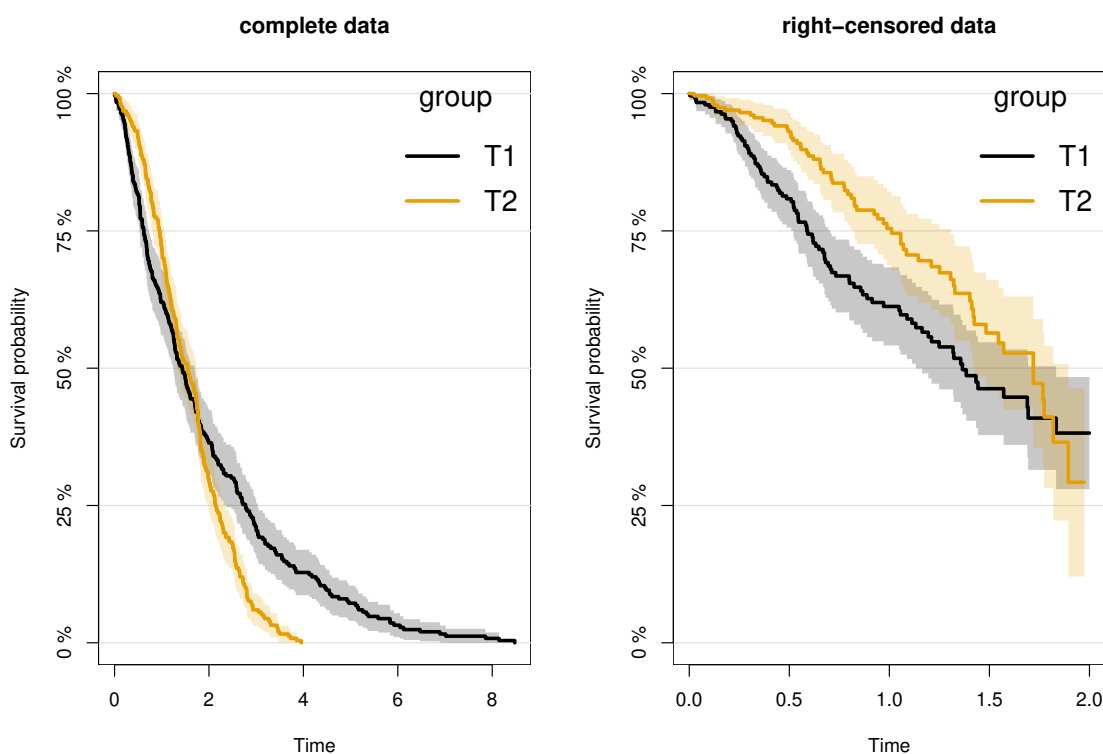 complete data
group
T1
T2
100 %
75 %
50 %
25 %
0 %
Survival probability
0 2 4 6 8
Time
right−censored data
group
T1
T2
100 %
75 %
50 %
25 %
0 %
Survival probability
0.0 0.5 1.0 1.5 2.0
Time